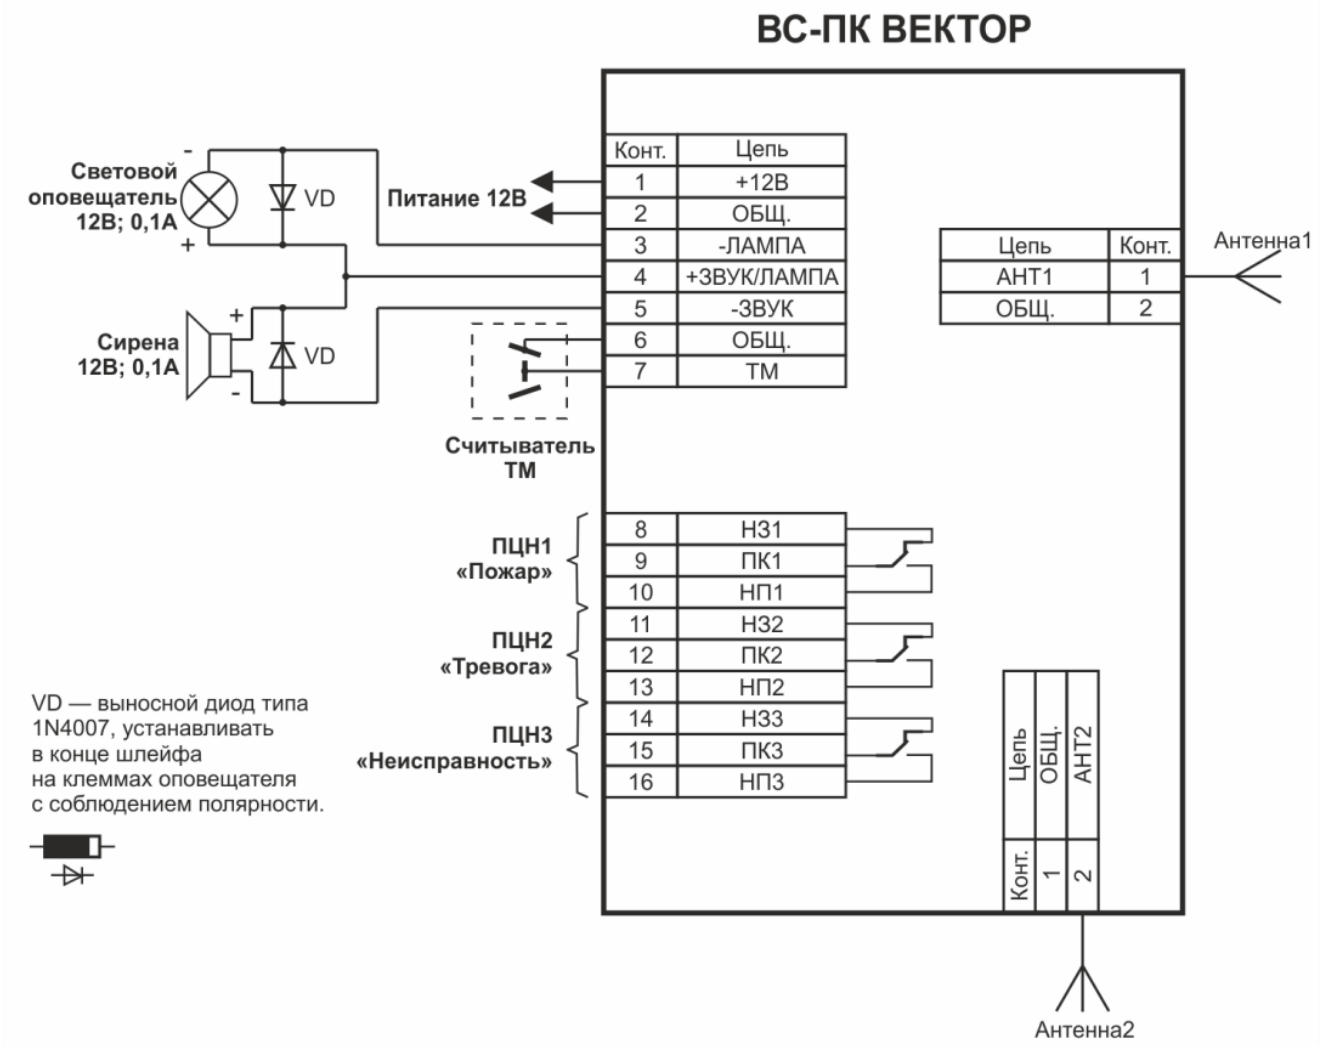 ВС-ПК ВЕКТОР
Световой
оповещатель
12В; 0,1А
-
+
VD
Питание 12В
Сирена
12В; 0,1А
+
-
VD
Считыватель
ТМ
Конт. Цепь
1 +12В
2 ОБЩ.
3 -ЛАМПА
4 +ЗВУК/ЛАМПА
5 -ЗВУК
6 ОБЩ.
7 ТМ
Цепь Конт.
АНТ1 1
ОБЩ. 2
Антенна1
ПЦН1
«Пожар»
8 НЗ1
9 ПК1
10 НП1
ПЦН2
«Тревога»
11 НЗ2
12 ПК2
13 НП2
ПЦН3
«Неисправность»
14 НЗ3
15 ПК3
16 НП3
VD — выносной диод типа
1N4007, устанавливать
в конце шлейфа
на клеммах оповещателя
с соблюдением полярности.
Конт. Цепь
1 ОБЩ.
2 АНТ2
Антенна2